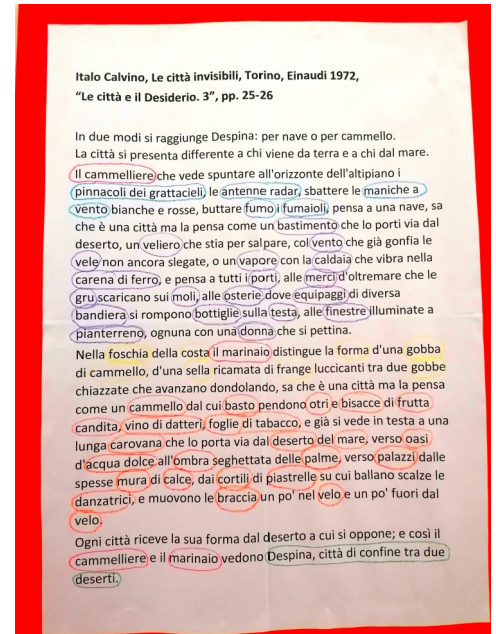 Italo Calvino, Le città invisibili, Torino, Einaudi 1972,
“Le città e il Desiderio. 3”, pp. 25-26
In due modi si raggiunge Despina: per nave o per cammello.
La città si presenta differente a chi viene da terra e a chi dal mare.
Il cammelliere che vede spuntare all'orizzonte dell'altipiano i
pinnacoli dei grattacieli, le antenne radar, sbattere le maniche a
vento bianche e rosse, buttare fumo i fumaioli, pensa a una nave, sa
che è una città ma la pensa come un bastimento che lo porti via dal
deserto, un veliero che stia per salpare, col vento che già gonfia le
vele non ancora slegate, o un vapore con la caldaia che vibra nella
carena di ferro, e pensa a tutti i porti, alle merci d'oltremare che le
gru scaricano sui moli, alle osterie dove equipaggi di diversa
bandiera si rompono bottiglie sulla testa, alle finestre illuminate a
pianterreno, ognuna con una donna che si pettina.
Nella foschia della costa il marinaio distingue la forma d'una gobba
di cammello, d'una sella ricamata di frange luccicanti tra due gobbe
chiazzate che avanzano dondolando, sa che è una città ma la pensa
come un cammello dal cui basto pendono otri e bisacce di frutta
candita, vino di datteri, foglie di tabacco, e già si vede in testa a una
lunga carovana che lo porta via dal deserto del mare, verso oasi
d'acqua dolce all'ombra seghettata delle palme, verso palazzi dalle
spesse mura di calce, dai cortili di piastrelle su cui ballano scalze le
danzatrici, e muovono le braccia un po' nel velo e un po' fuori dal
velo.
Ogni città riceve la sua forma dal deserto a cui si oppone; e così il
cammelliere e il marinaio vedono Despina, città di confine tra due
deserti.